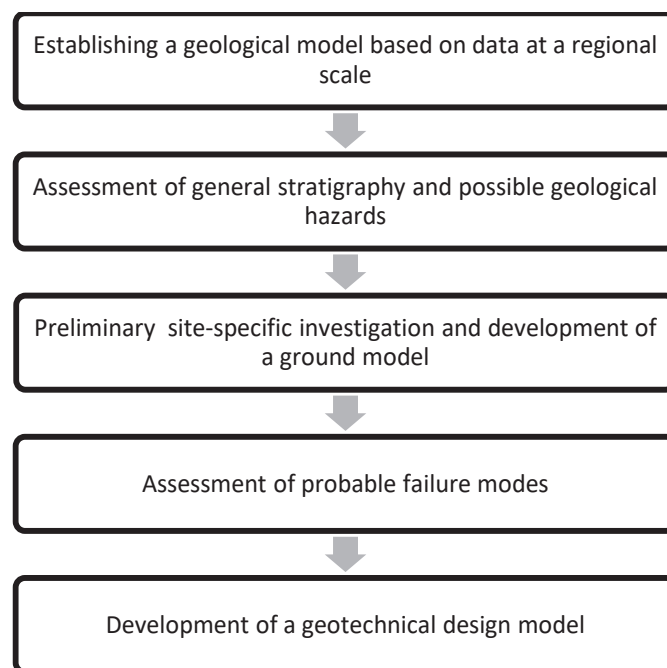 Establishing a geological model based on data at a regional
scale
Assessment of general stratigraphy and possible geological
hazards
Preliminary site-specific investigation and development of
a ground model
Assessment of probable failure modes
Development of a geotechnical design model